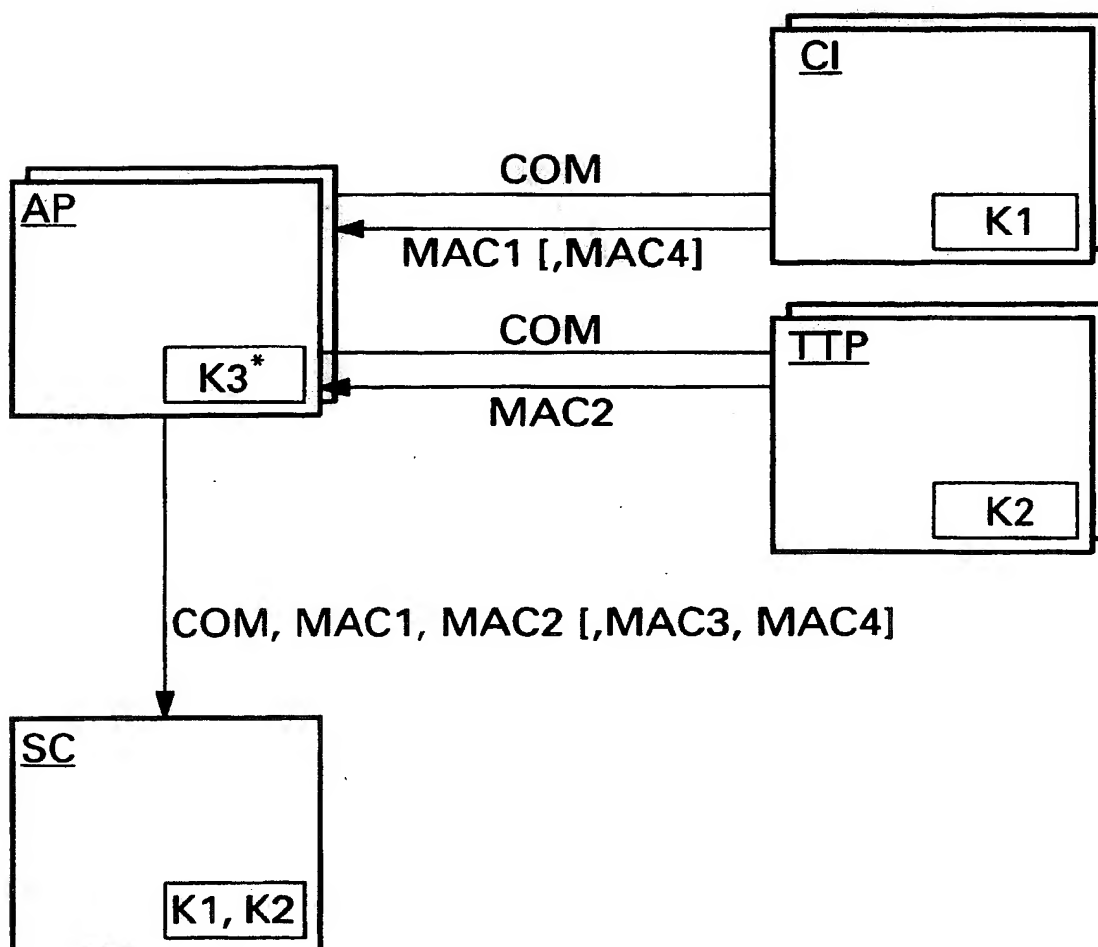 CI
K1
COM
MAC1 [,MAC4]
AP
K3*
COM
MAC2
TTP
K2
COM, MAC1, MAC2 [,MAC3, MAC4]
SC
K1, K2